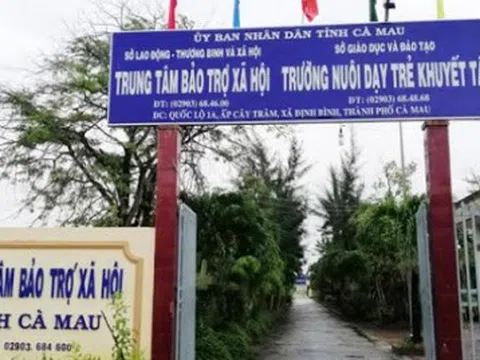 ỦY BAN NHÂN DÂN TỈNH CÀ MAU
SỞ LAO ĐỘNG - THƯƠNG BINH VÀ XÃ HỘI SỞ GIÁO DỤC VÀ ĐÀO TẠO
TRUNG TÂM BẢO TRỢ XÃ HỘI TRƯỜNG NUÔI DẠY TRẺ KHUYẾT TẬ
ĐT: (02903) 68.46.00 ĐT: (02903) 68.48.68
ĐC: QUỐC LỘ 1A, ẤP CÂY TRÂM, XÃ ĐỊNH BÌNH, THÀNH PHỐ CÀ MAU
TÂM BẢO TRỢ XÃ HỘI
NH CÀ MAU
02903. 684 600